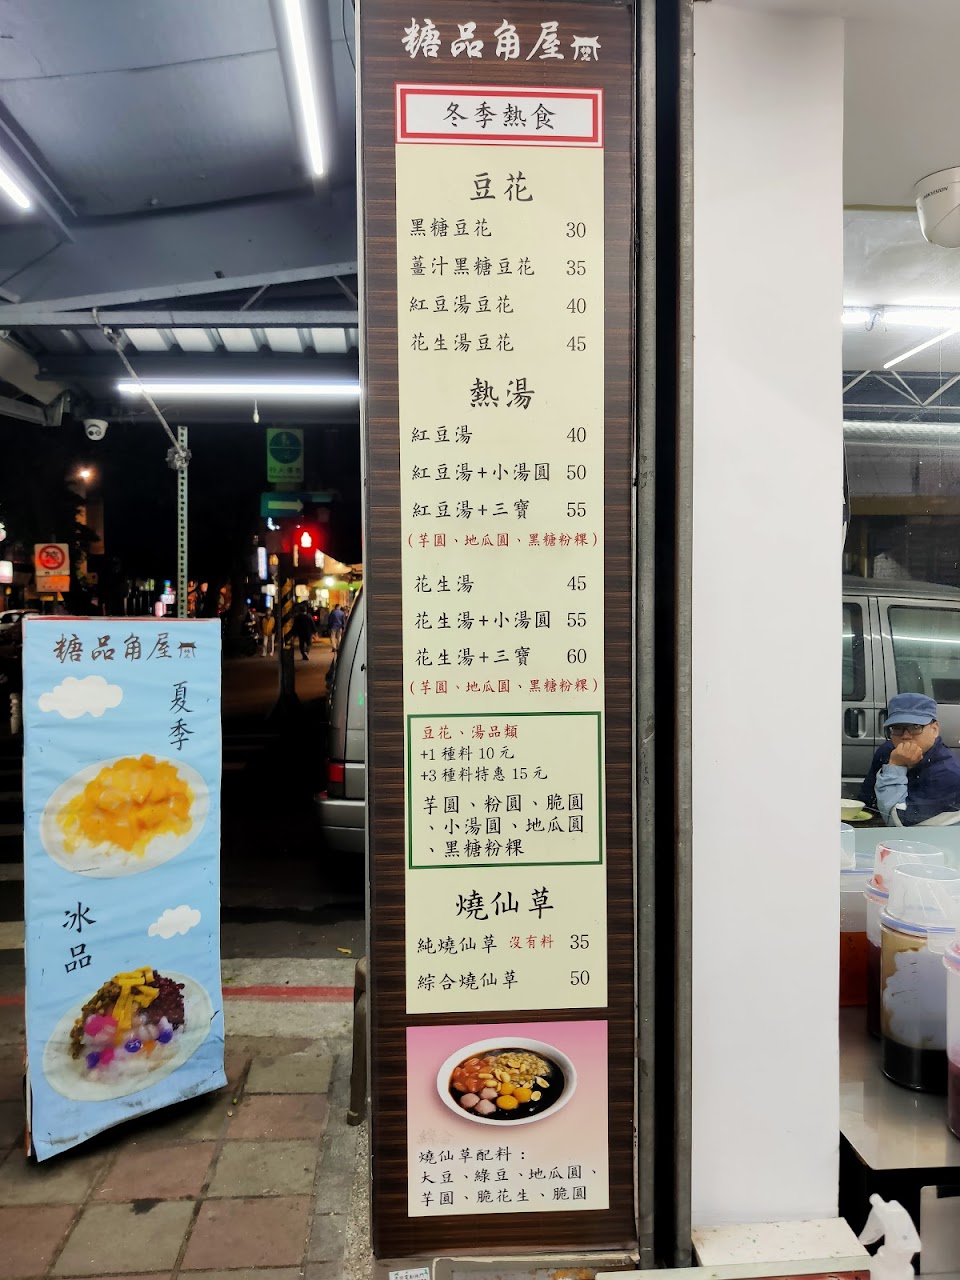 糖品角屋
冬季熱食
豆花
黑糖豆花 30
薑汁黑糖豆花 35
紅豆湯豆花 40
花生湯豆花 45
熱湯
紅豆湯 40
紅豆湯+小湯圓 50
紅豆湯+三寶 55
(芋圓、地瓜圓、黑糖粉粿)
花生湯 45
花生湯+小湯圓 55
花生湯+三寶 60
(芋圓、地瓜圓、黑糖粉粿)
豆花、湯品類
+1 種料 10 元
+3 種料特惠 15 元
芋圓、粉圓、脆圓
、小湯圓、地瓜圓
、黑糖粉粿
燒仙草
純燒仙草 沒有料 35
綜合燒仙草 50
燒仙草配料：
大豆、綠豆、地瓜圓、
芋圓、脆花生、脆圓
糖品角屋
夏季
冰品
HIKVISION